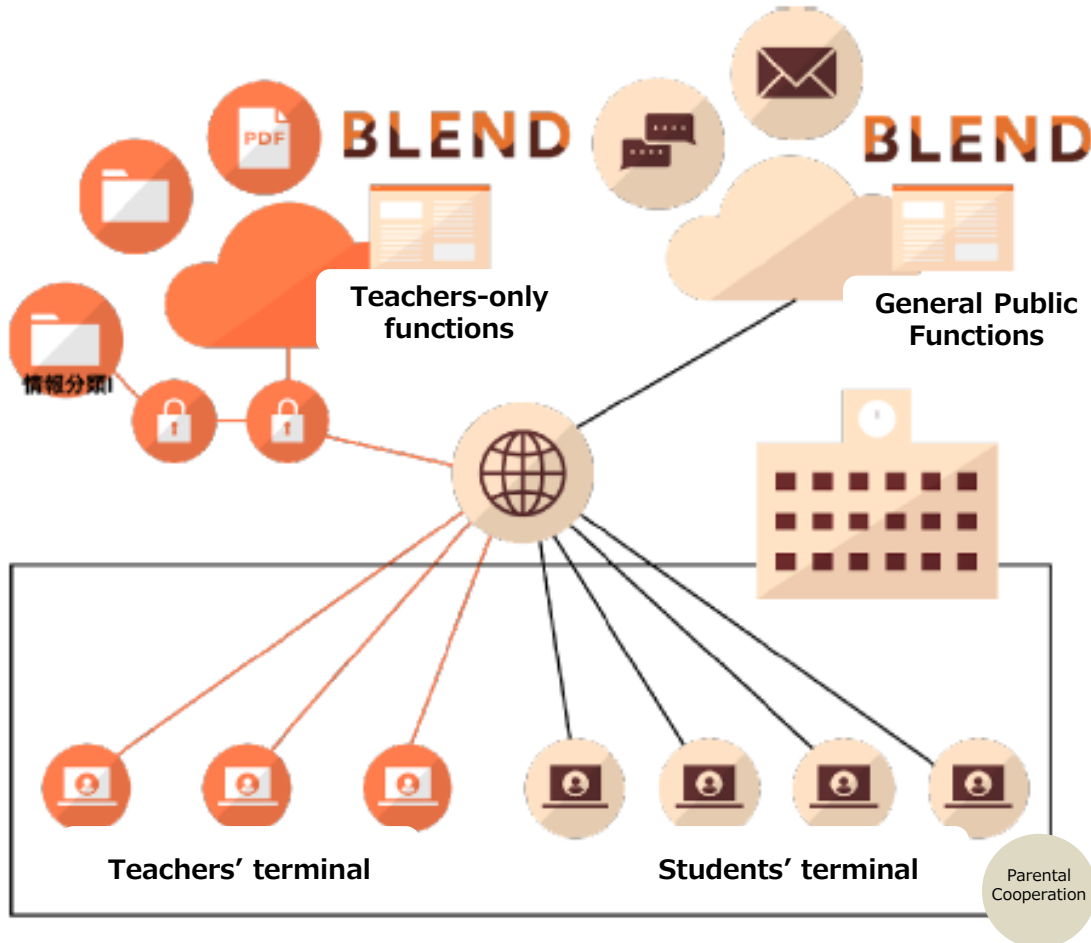 PDF
BLEND
BLEND
Teachers-only
functions
General Public
Functions
情報分類I
Teachers’ terminal
Students’ terminal
Parental
Cooperation